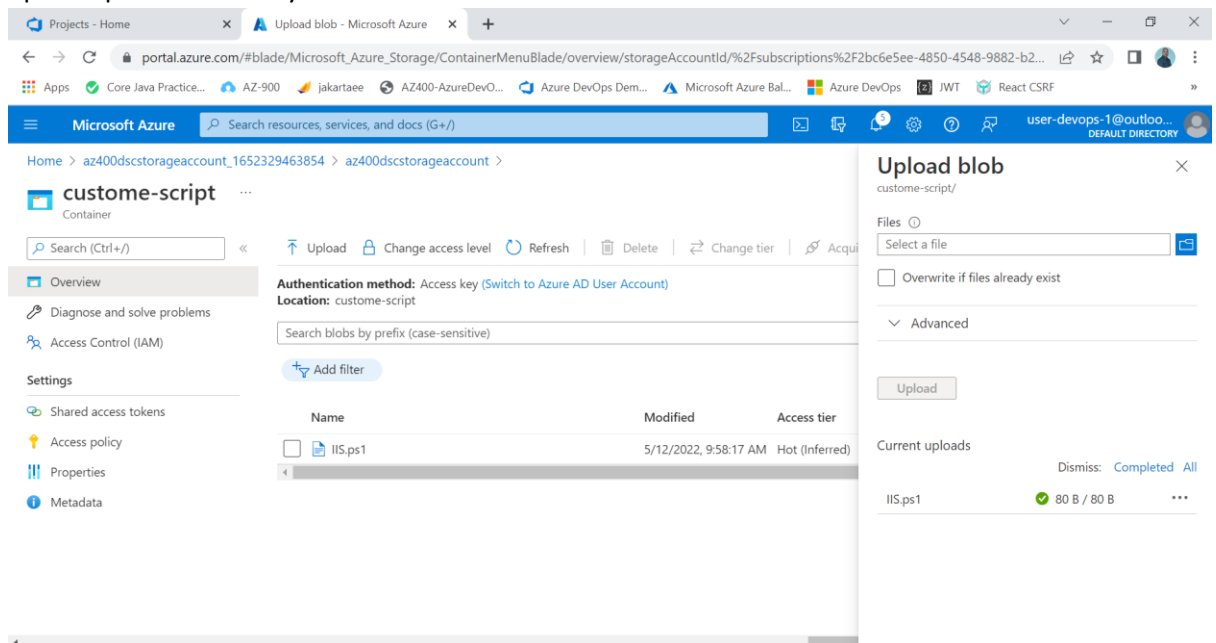 Projects - Home
Upload blob - Microsoft Azure
portal.azure.com/#blade/Microsoft_Azure_Storage/ContainerMenuBlade/overview/storageAccountId/%2Fsubscriptions%2F2bc6e5ee-4850-4548-9882-b2...
Apps Core Java Practice... AZ-900 jakartaee AZ400-AzureDevO... Azure DevOps Dem... Microsoft Azure Bal... Azure DevOps JWT React CSRF »
Microsoft Azure Search resources, services, and docs (G+/) 5 user-devops-1@outloo...
DEFAULT DIRECTORY
Home > az400dscstorageaccount_1652329463854 > az400dscstorageaccount >
custome-script ...
Container
Search (Ctrl+/) «
Overview
Diagnose and solve problems
Access Control (IAM)
Settings
Shared access tokens
Access policy
Properties
Metadata
Upload Change access level Refresh Delete Change tier Acqui
Authentication method: Access key (Switch to Azure AD User Account)
Location: custome-script
Search blobs by prefix (case-sensitive)
Add filter
Name Modified Access tier
IIS.ps1 5/12/2022, 9:58:17 AM Hot (Inferred)
Upload blob
custome-script/
Files
Select a file
Overwrite if files already exist
Advanced
Upload
Current uploads
Dismiss: Completed All
IIS.ps1 80 B / 80 B ...